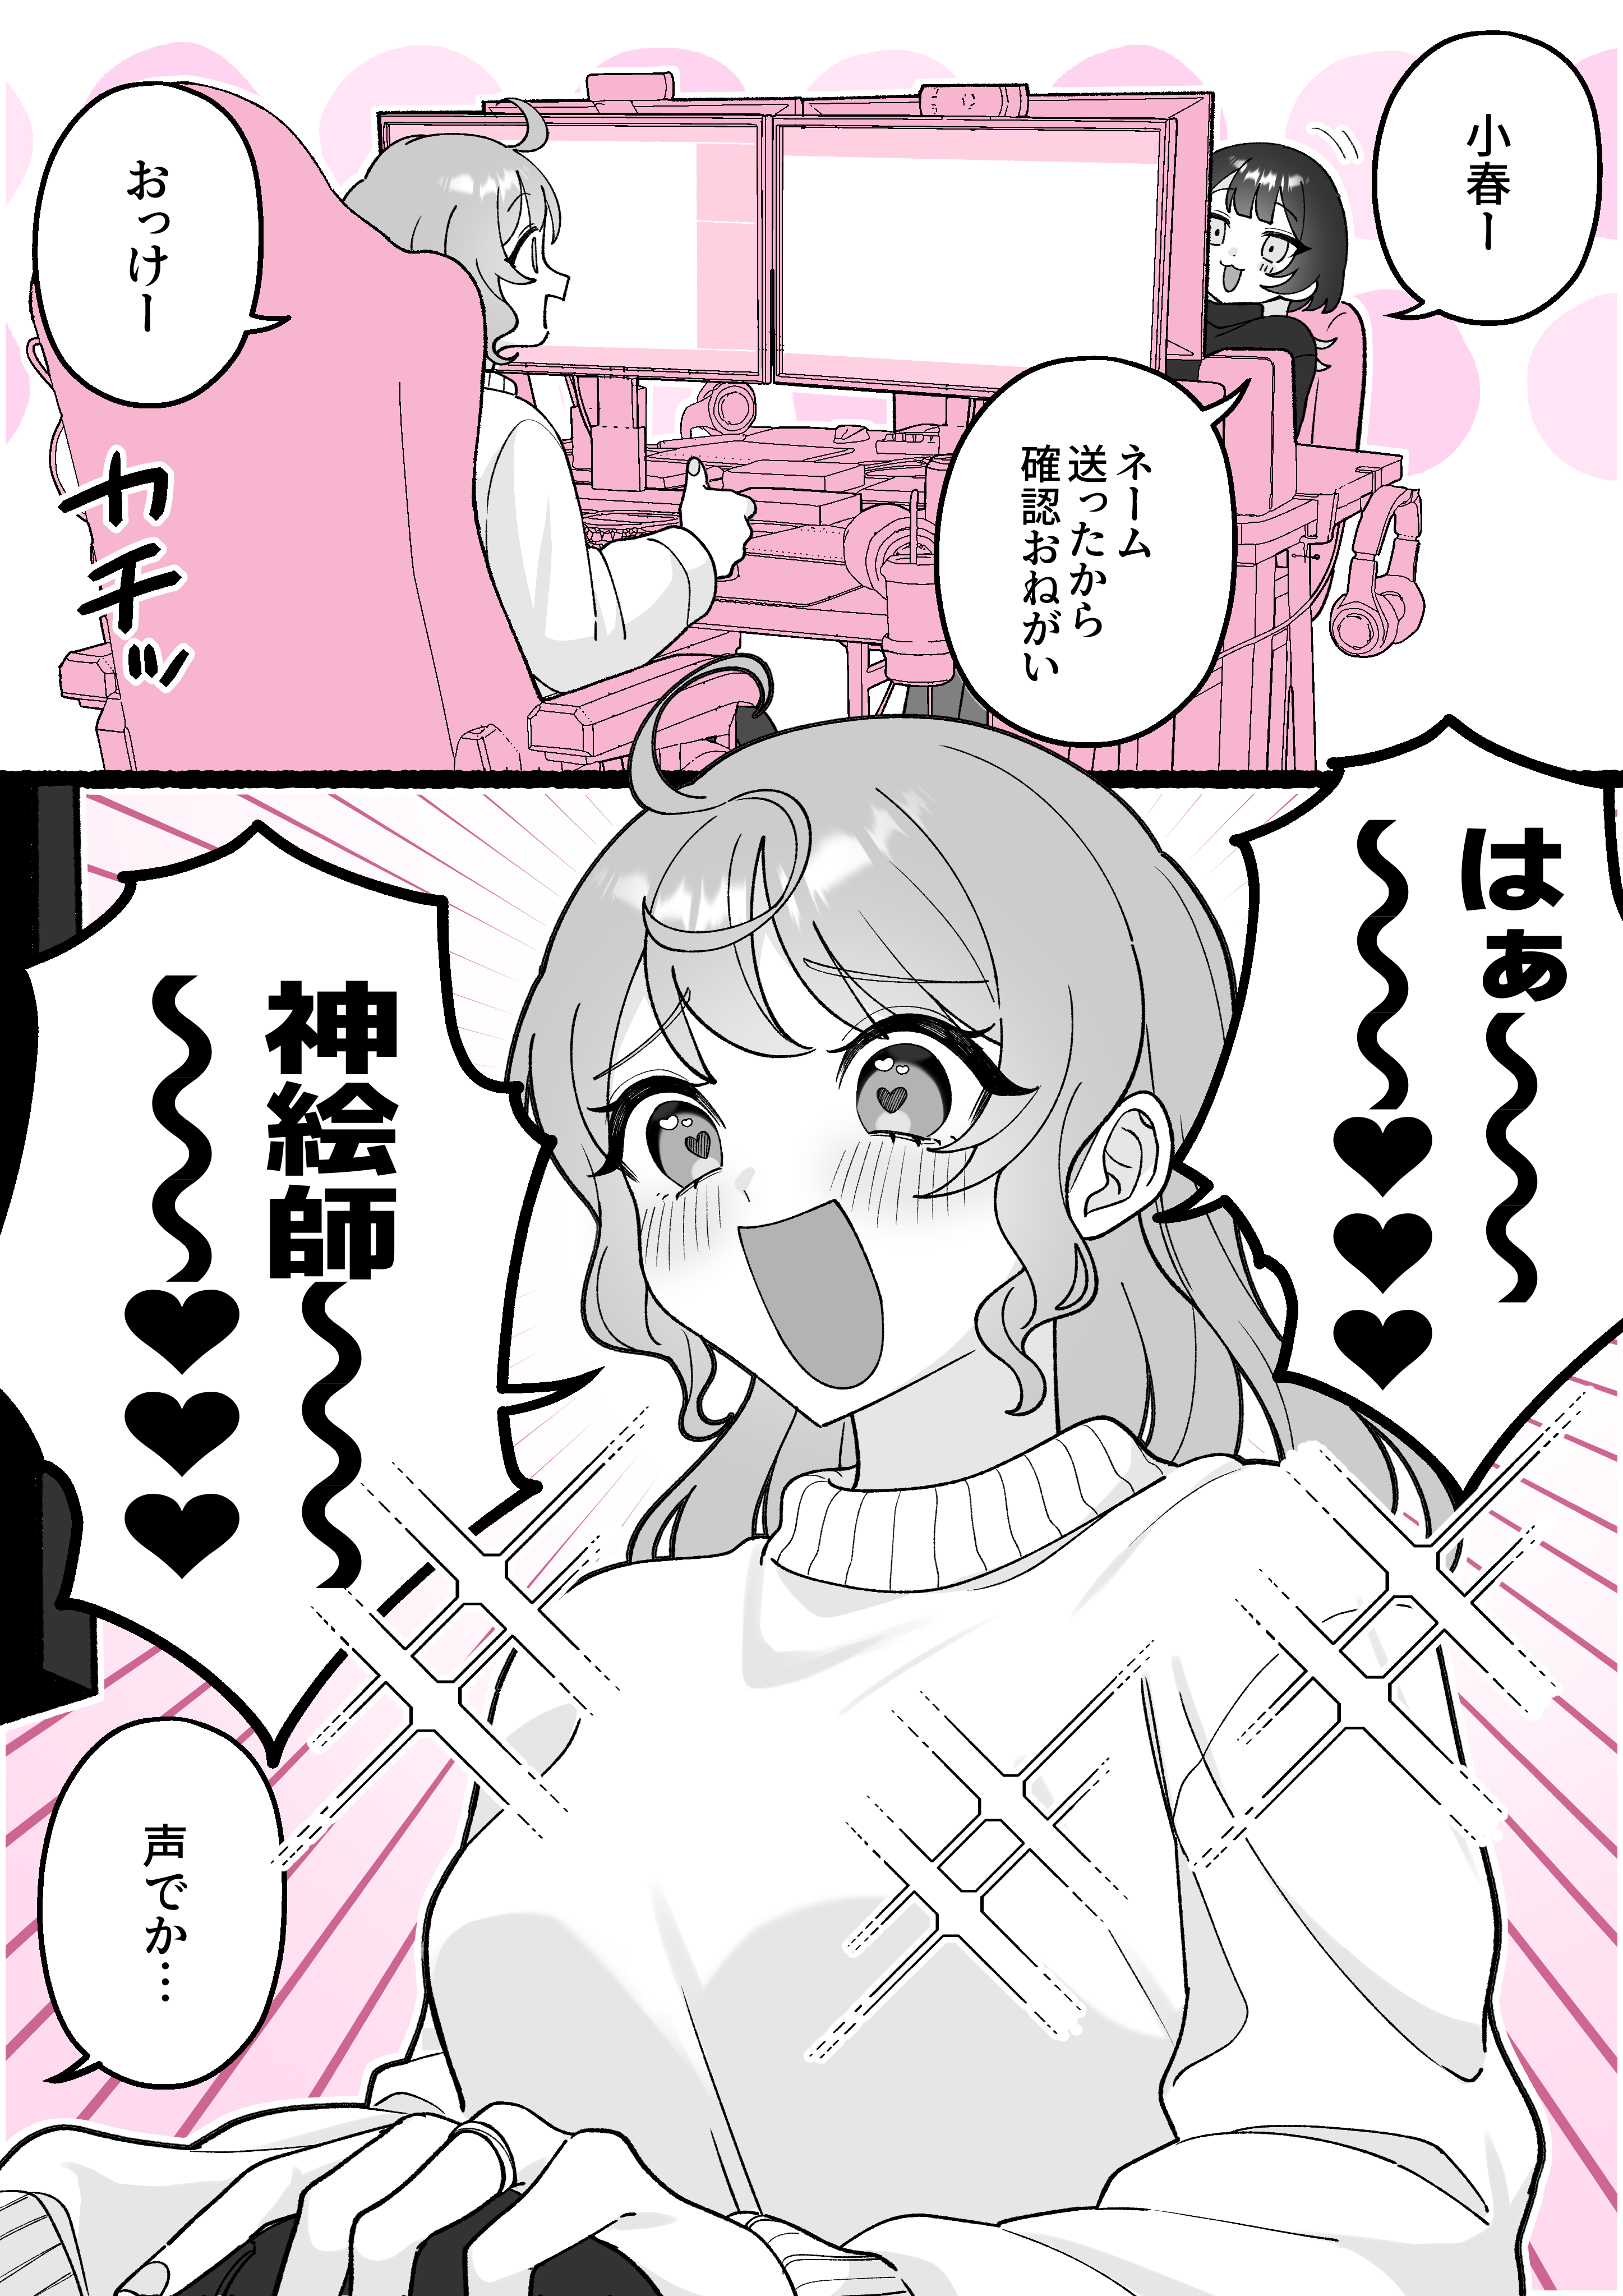 小春ー
ネーム
送ったから
確認おねがい
おっけー
カチッ
はぁ〜〜
〜〜♥♥♥
神絵師〜〜
〜〜♥♥♥
声でか…